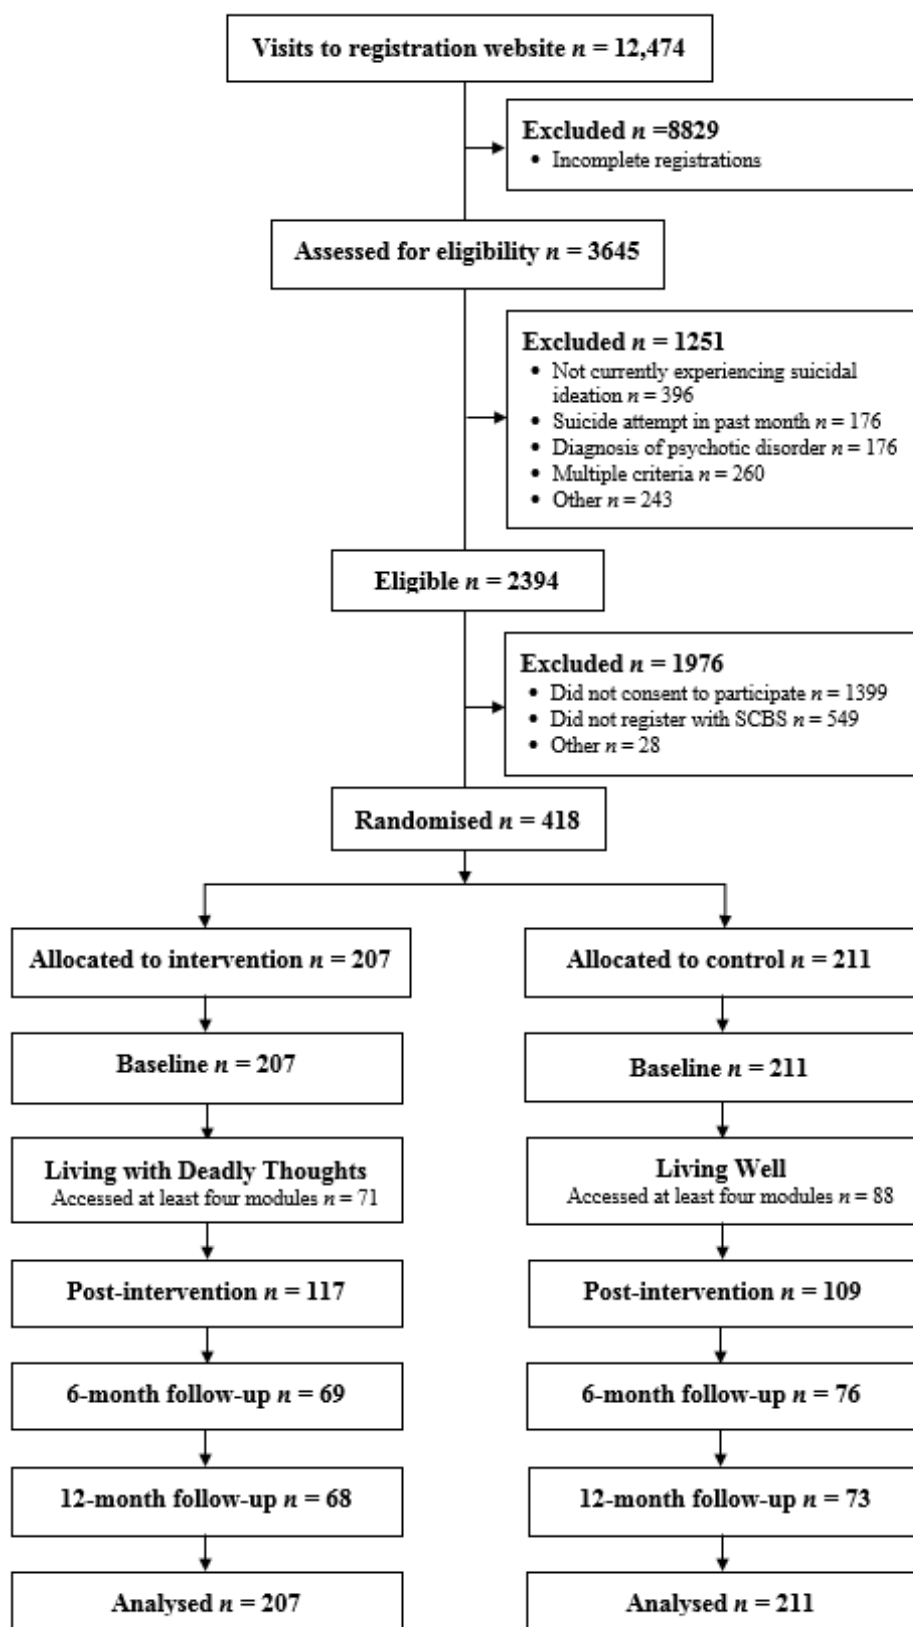 Visits to registration website n = 12,474
Excluded n =8829
• Incomplete registrations
Assessed for eligibility n = 3645
Excluded n = 1251
• Not currently experiencing suicidal
ideation n = 396
• Suicide attempt in past month n = 176
• Diagnosis of psychotic disorder n = 176
• Multiple criteria n = 260
• Other n = 243
Eligible n = 2394
Excluded n = 1976
• Did not consent to participate n = 1399
• Did not register with SCBS n = 549
• Other n = 28
Randomised n = 418
Allocated to intervention n = 207
Allocated to control n = 211
Baseline n = 207
Baseline n = 211
Living with Deadly Thoughts
Accessed at least four modules n = 71
Living Well
Accessed at least four modules n = 88
Post-intervention n = 117
Post-intervention n = 109
6-month follow-up n = 69
6-month follow-up n = 76
12-month follow-up n = 68
12-month follow-up n = 73
Analysed n = 207
Analysed n = 211